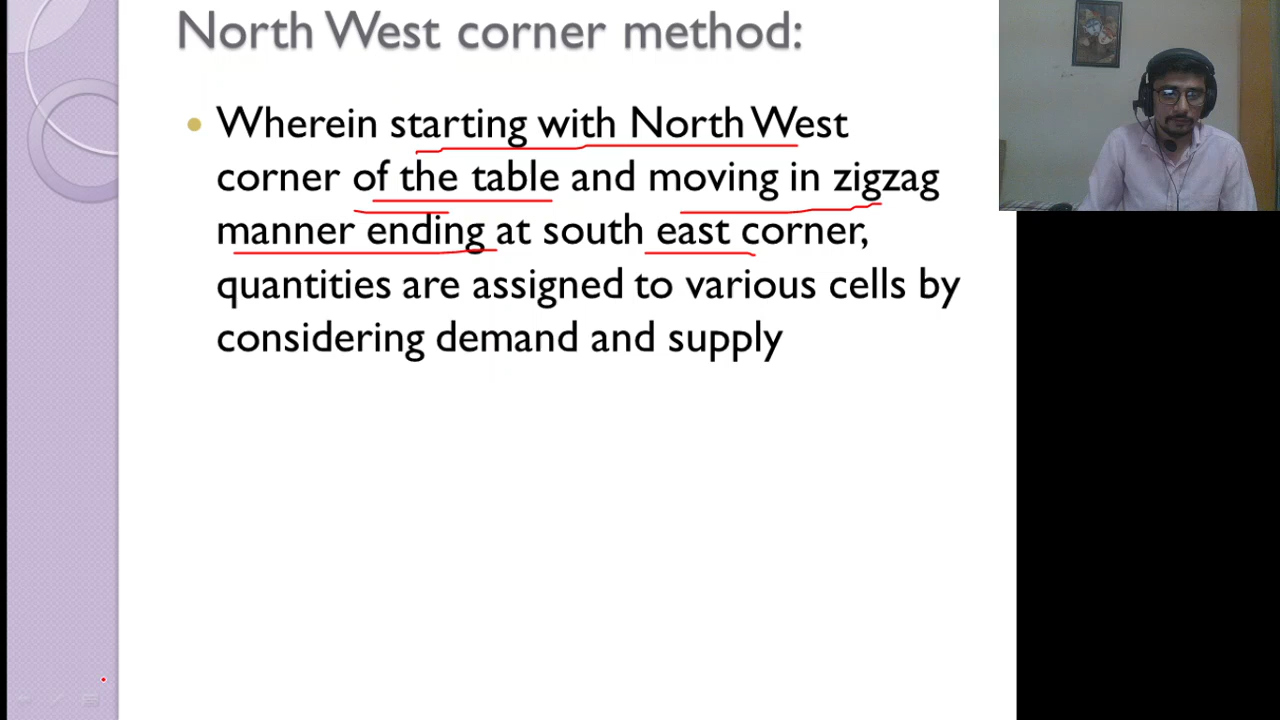 North West corner method:
Wherein starting with North West
corner of the table and moving in zigzag
manner ending at south east corner,
quantities are assigned to various cells by
considering demand and supply